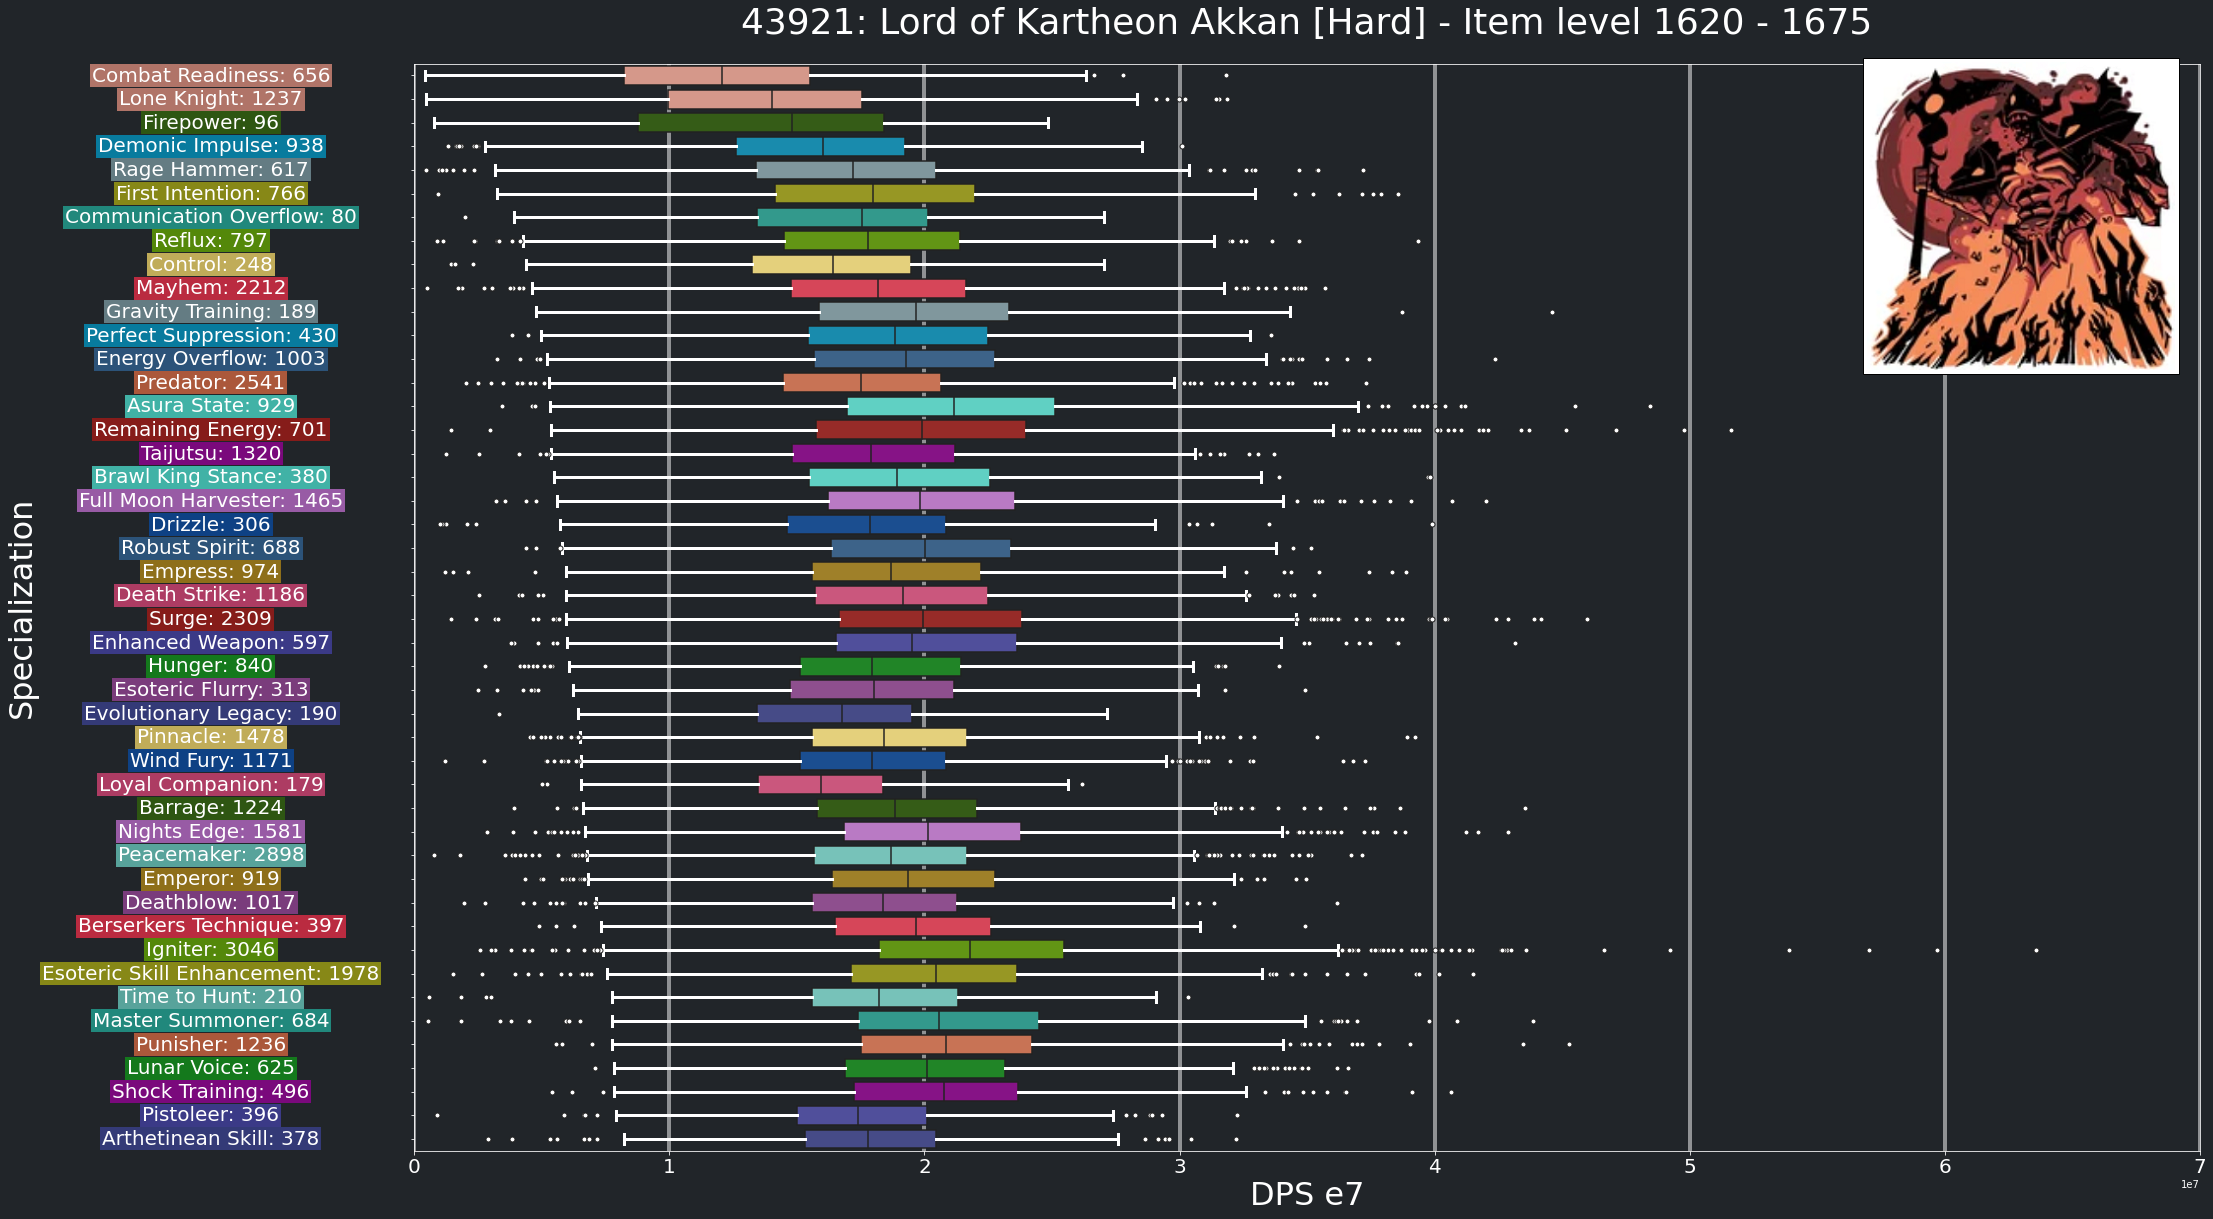 43921: Lord of Kartheon Akkan [Hard] - Item level 1620 - 1675
Specialization
Combat Readiness: 656
Lone Knight: 1237
Firepower: 96
Demonic Impulse: 938
Rage Hammer: 617
First Intention: 766
Communication Overflow: 80
Reflux: 797
Control: 248
Mayhem: 2212
Gravity Training: 189
Perfect Suppression: 430
Energy Overflow: 1003
Predator: 2541
Asura State: 929
Remaining Energy: 701
Taijutsu: 1320
Brawl King Stance: 380
Full Moon Harvester: 1465
Drizzle: 306
Robust Spirit: 688
Empress: 974
Death Strike: 1186
Surge: 2309
Enhanced Weapon: 597
Hunger: 840
Esoteric Flurry: 313
Evolutionary Legacy: 190
Pinnacle: 1478
Wind Fury: 1171
Loyal Companion: 179
Barrage: 1224
Nights Edge: 1581
Peacemaker: 2898
Emperor: 919
Deathblow: 1017
Berserkers Technique: 397
Igniter: 3046
Esoteric Skill Enhancement: 1978
Time to Hunt: 210
Master Summoner: 684
Punisher: 1236
Lunar Voice: 625
Shock Training: 496
Pistoleer: 396
Arthetinean Skill: 378
0 1 2 3 4 5 6 7
1e7
DPS e7